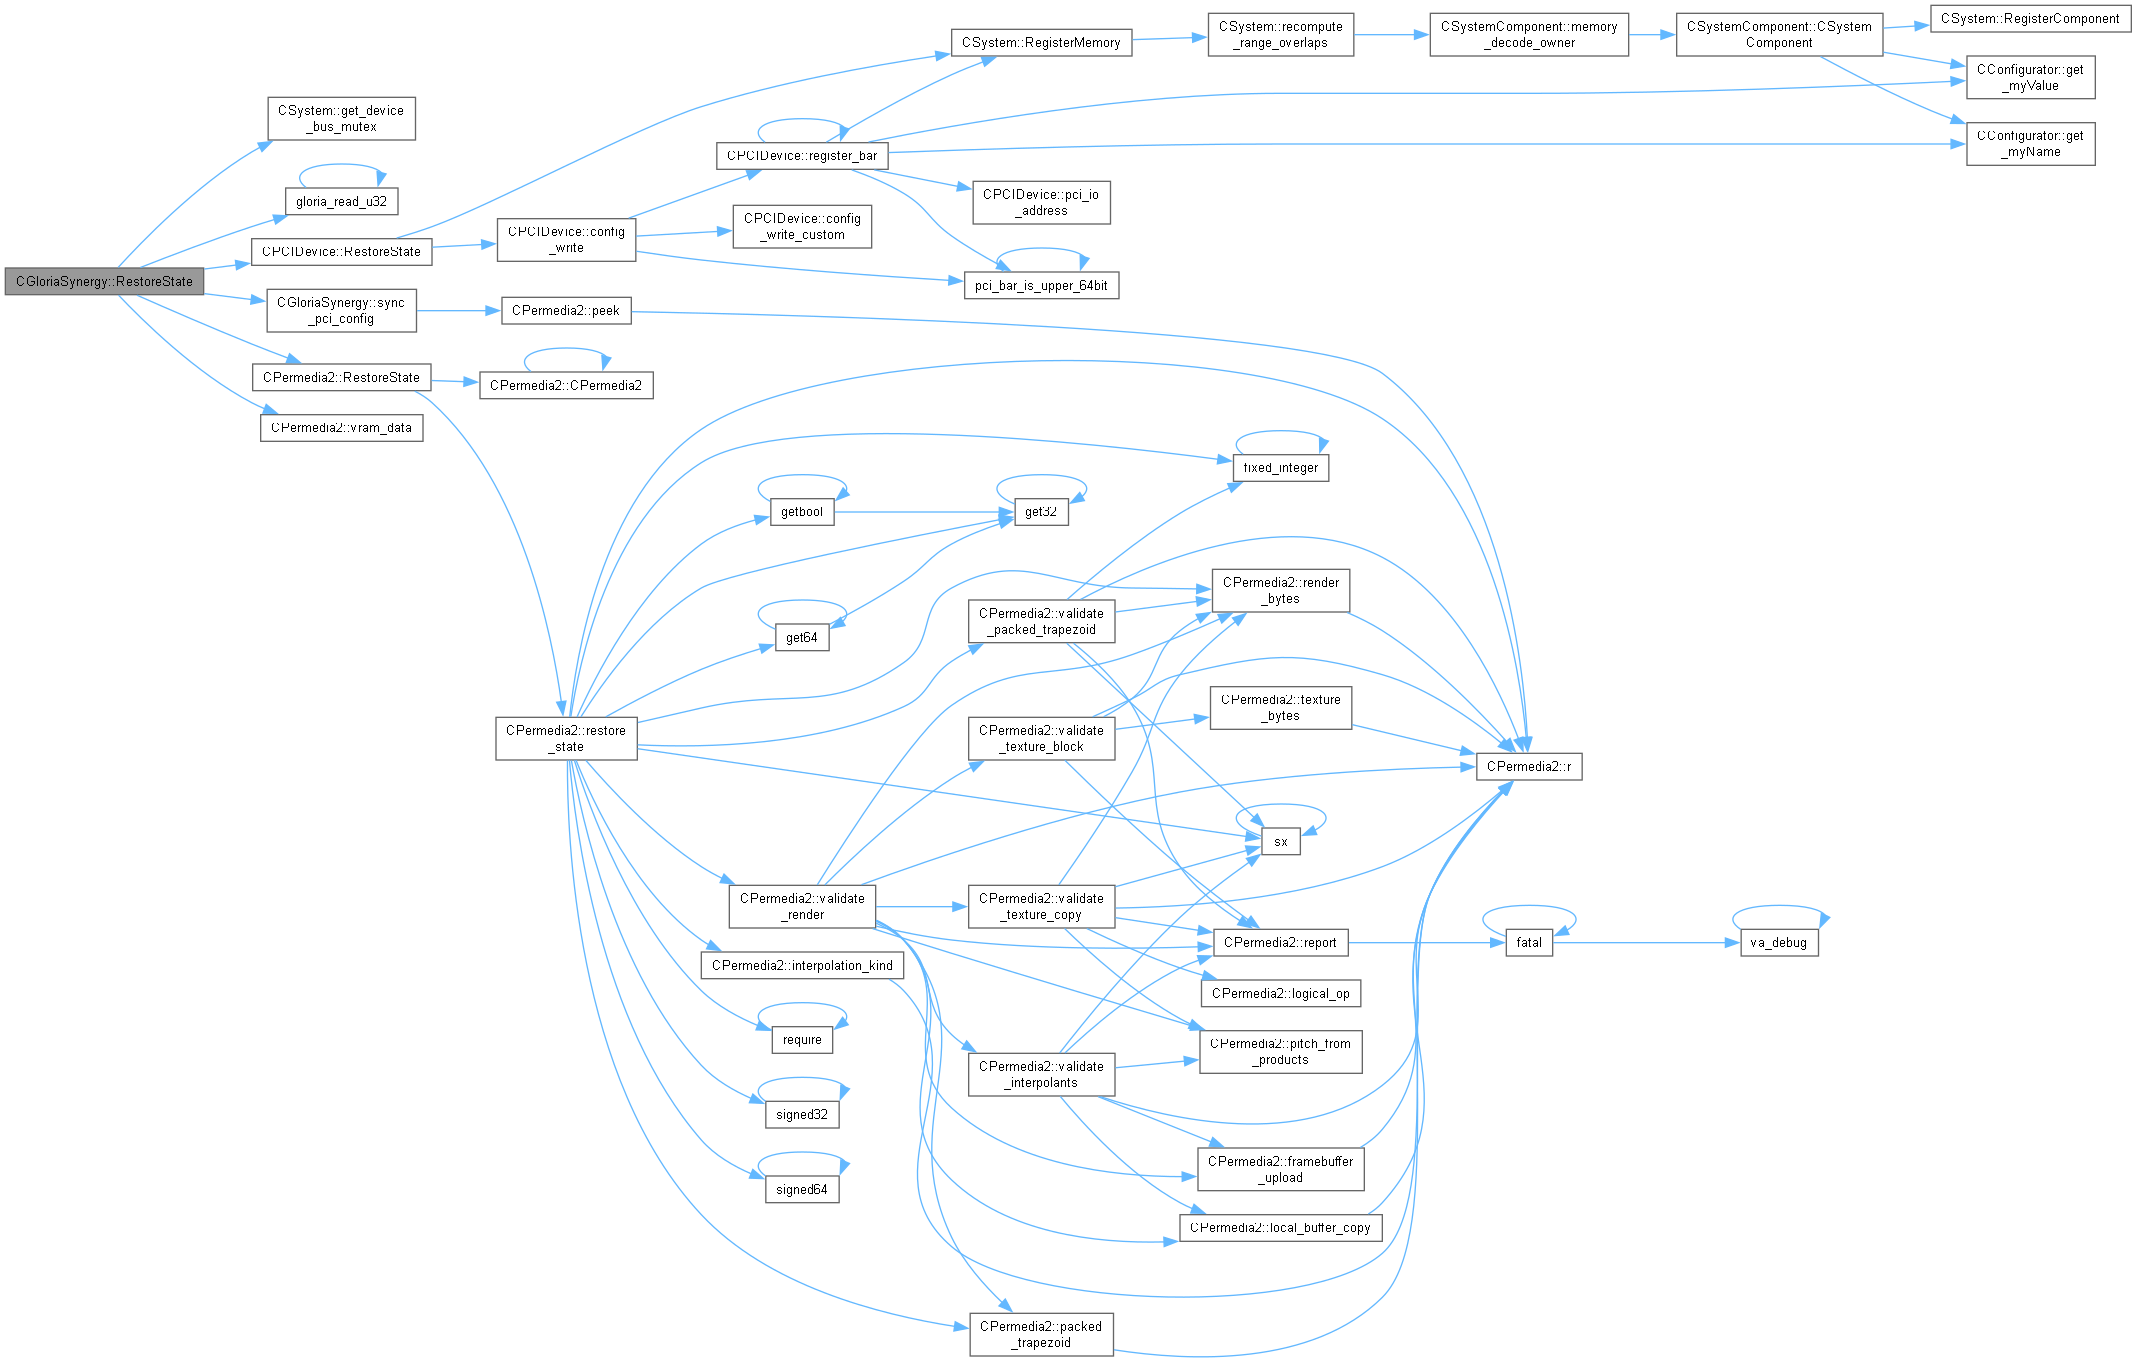 CGloriaSynergy::RestoreState
CSystem::get_device
_bus_mutex
gloria_read_u32
CPCIDevice::RestoreState
CGloriaSynergy::sync
_pci_config
CPermedia2::RestoreState
CPermedia2::vram_data
CPCIDevice::config
_write
CPermedia2::peek
CPermedia2::CPermedia2
CPermedia2::restore
_state
CPCIDevice::register_bar
CPCIDevice::config
_write_custom
CSystem::RegisterMemory
CPCIDevice::pci_io
_address
pci_bar_is_upper_64bit
CSystem::recompute
_range_overlaps
CSystemComponent::memory
_decode_owner
CSystemComponent::CSystem
Component
CSystem::RegisterComponent
CConfigurator::get
_myValue
CConfigurator::get
_myName
getbool
get32
get64
fixed_integer
CPermedia2::validate
_packed_trapezoid
CPermedia2::render
_bytes
CPermedia2::validate
_texture_block
CPermedia2::texture
_bytes
CPermedia2::r
sx
CPermedia2::validate
_render
CPermedia2::validate
_texture_copy
CPermedia2::report
fatal
va_debug
CPermedia2::interpolation_kind
CPermedia2::logical_op
require
CPermedia2::pitch_from
_products
CPermedia2::validate
_interpolants
signed32
CPermedia2::framebuffer
_upload
signed64
CPermedia2::local_buffer_copy
CPermedia2::packed
_trapezoid